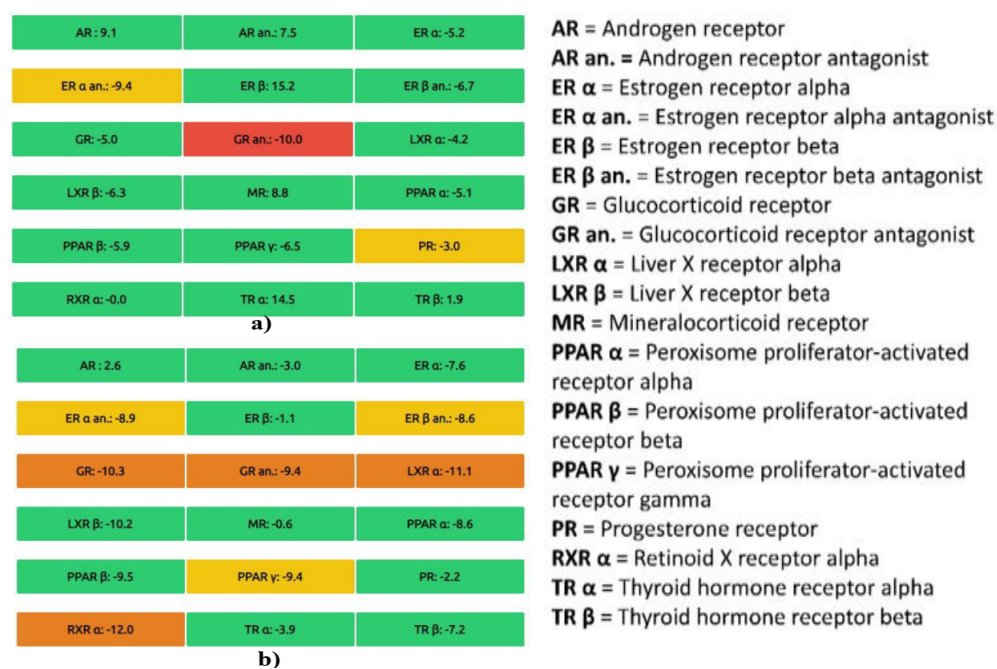 AR : 9.1
AR an.: 7.5
ER α: -5.2
ER α an.: -9.4
ER β: 15.2
ER β an.: -6.7
GR: -5.0
GR an.: -10.0
LXR α: -4.2
LXR β: -6.3
MR: 8.8
PPAR α: -5.1
PPAR β: -5.9
PPAR γ: -6.5
PR: -3.0
RXR α: -0.0
TR α: 14.5
TR β: 1.9
a)
AR : 2.6
AR an.: -3.0
ER α: -7.6
ER α an.: -8.9
ER β: -1.1
ER β an.: -8.6
GR: -10.3
GR an.: -9.4
LXR α: -11.1
LXR β: -10.2
MR: -0.6
PPAR α: -8.6
PPAR β: -9.5
PPAR γ: -9.4
PR: -2.2
RXR α: -12.0
TR α: -3.9
TR β: -7.2
b)
AR = Androgen receptor
AR an. = Androgen receptor antagonist
ER α = Estrogen receptor alpha
ER α an. = Estrogen receptor alpha antagonist
ER β = Estrogen receptor beta
ER β an. = Estrogen receptor beta antagonist
GR = Glucocorticoid receptor
GR an. = Glucocorticoid receptor antagonist
LXR α = Liver X receptor alpha
LXR β = Liver X receptor beta
MR = Mineralocorticoid receptor
PPAR α = Peroxisome proliferator-activated
receptor alpha
PPAR β = Peroxisome proliferator-activated
receptor beta
PPAR γ = Peroxisome proliferator-activated
receptor gamma
PR = Progesterone receptor
RXR α = Retinoid X receptor alpha
TR α = Thyroid hormone receptor alpha
TR β = Thyroid hormone receptor beta